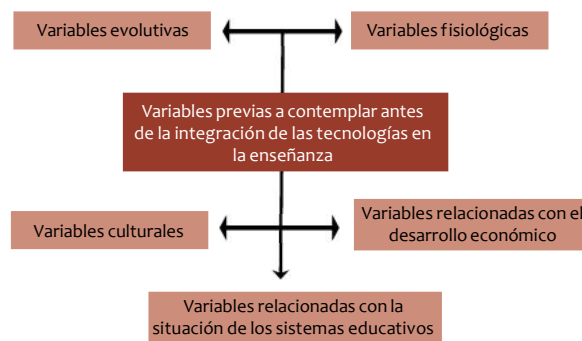 Variables evolutivas
Variables fisiológicas
Variables previas a contemplar antes
de la integración de las tecnologías en
la enseñanza
Variables culturales
Variables relacionadas con el
desarrollo económico
Variables relacionadas con la
situación de los sistemas educativos